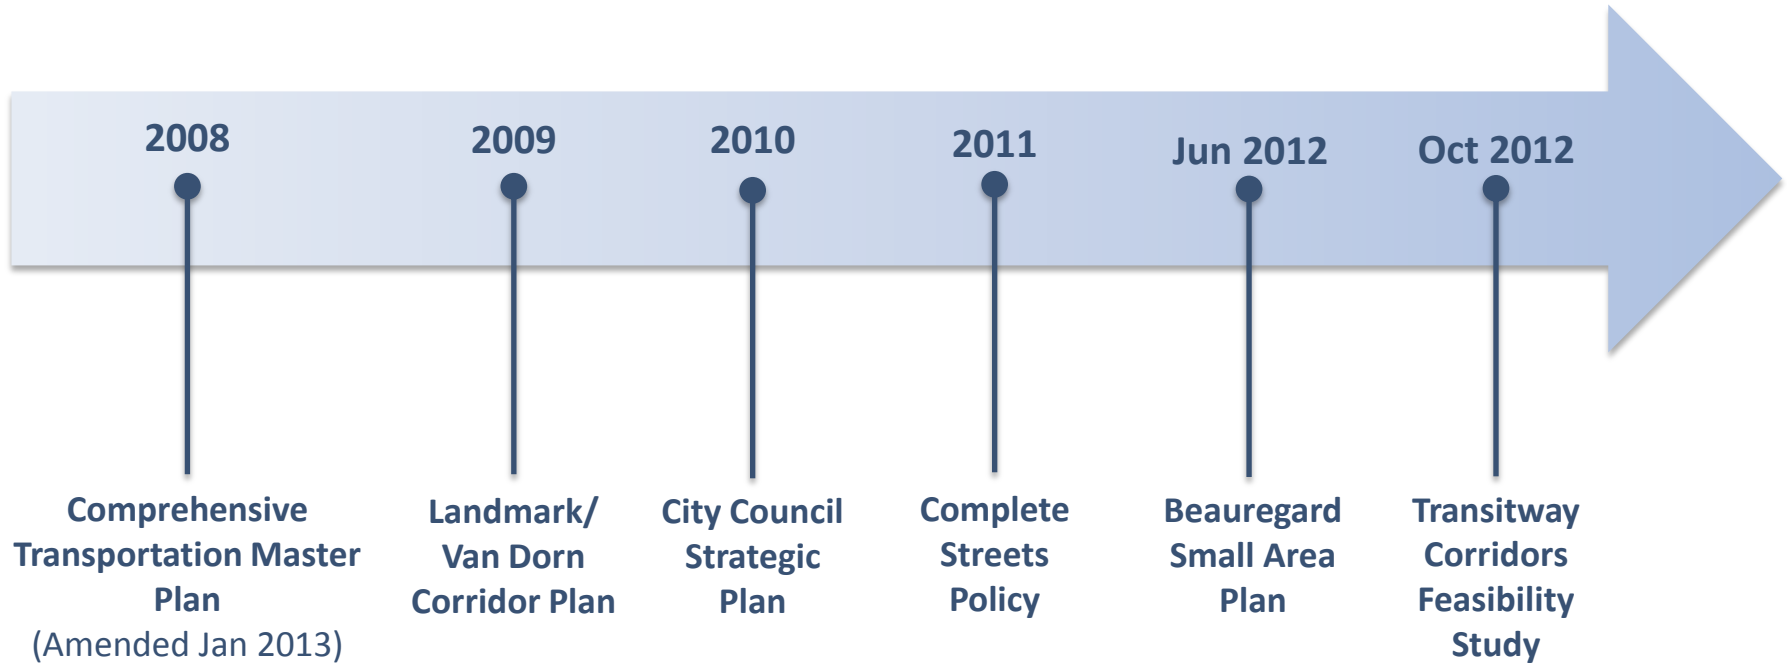 2008
2009
2010
2011
Jun 2012
Oct 2012
Comprehensive
Transportation Master
Plan
(Amended Jan 2013)
Landmark/
Van Dorn
Corridor Plan
City Council
Strategic
Plan
Complete
Streets
Policy
Beauregard
Small Area
Plan
Transitway
Corridors
Feasibility
Study